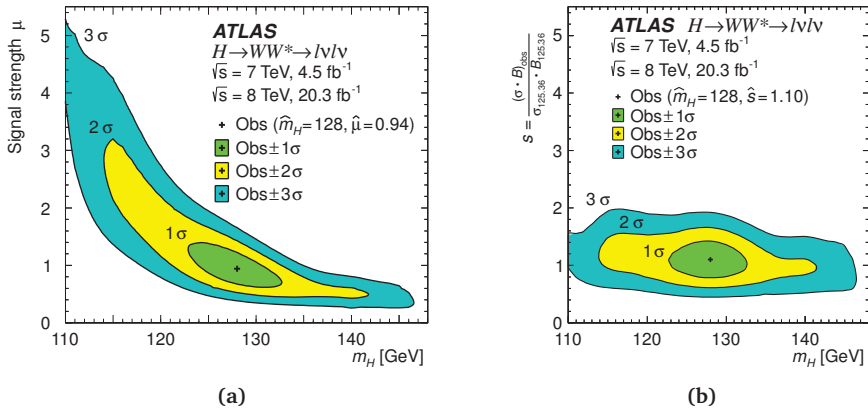 Signal strength μ
ATLAS
H→WW*→lνlν
√s = 7 TeV, 4.5 fb⁻¹
√s = 8 TeV, 20.3 fb⁻¹
+ Obs (m̂_H=128, μ̂=0.94)
+ Obs±1σ
+ Obs±2σ
+ Obs±3σ
3 σ
2 σ
1 σ
5
4
3
2
1
0
110 120 130 140
m_H [GeV]
(a)
s = (σ • B)_obs / σ_125.36 • B_125.36
ATLAS H→WW*→lνlν
√s = 7 TeV, 4.5 fb⁻¹
√s = 8 TeV, 20.3 fb⁻¹
+ Obs (m̂_H=128, ŝ=1.10)
+ Obs±1σ
+ Obs±2σ
+ Obs±3σ
3 σ
2 σ
1 σ
5
4
3
2
1
0
110 120 130 140
m_H [GeV]
(b)